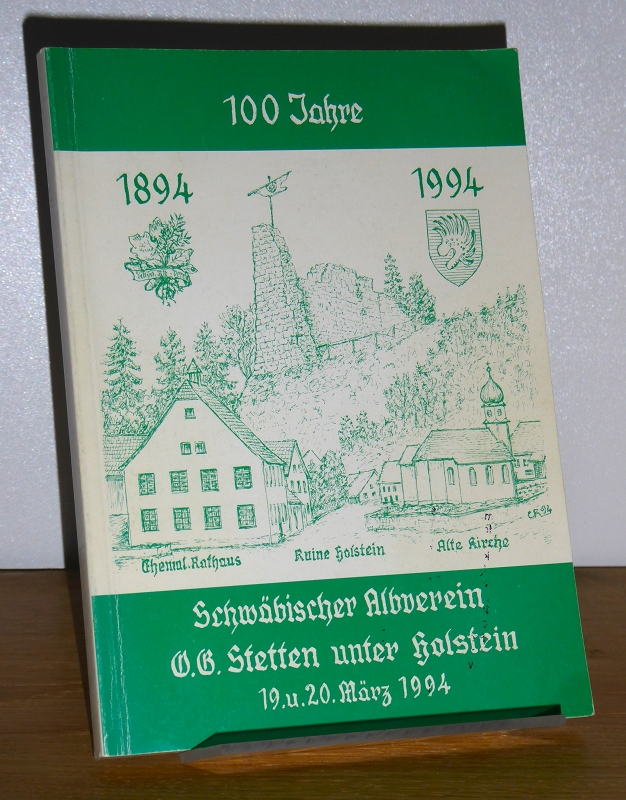 100 Jahre
1894
1994
CF94
Ehemal. Rathaus
Ruine Holstein
Alte Kirche
Schwäbischer Albverein
O.G. Stetten unter Holstein
19.u.20. März 1994